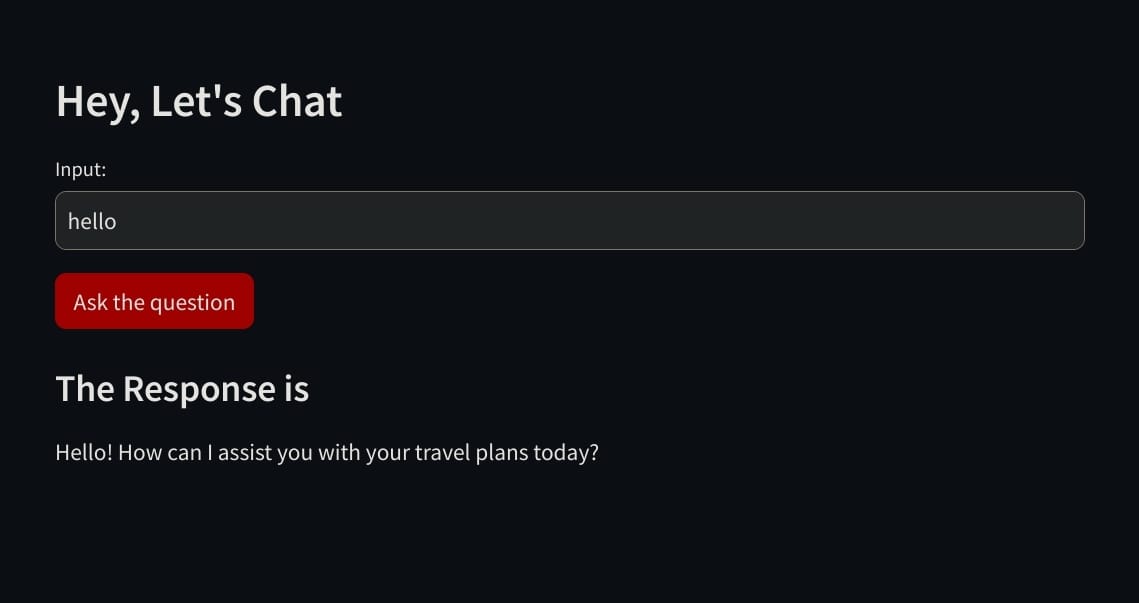 Hey, Let's Chat
Input:
hello
Ask the question
The Response is
Hello! How can I assist you with your travel plans today?